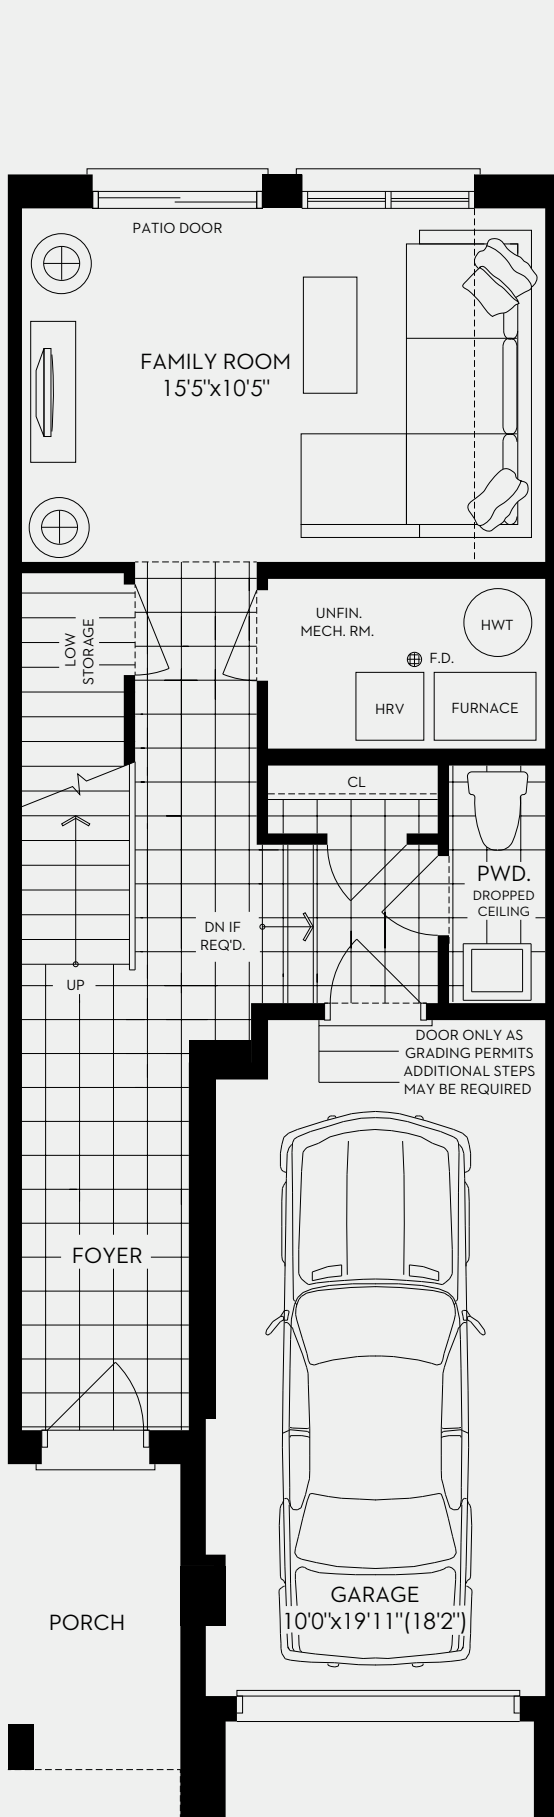 PATIO DOOR
FAMILY ROOM
15'5"x10'5"
LOW
STORAGE
UNFIN.
MECH. RM.
HWT
F.D.
HRV
FURNACE
CL
PWD.
DROPPED
CEILING
DN IF
REQ'D.
UP
DOOR ONLY AS
GRADING PERMITS
ADDITIONAL STEPS
MAY BE REQUIRED
FOYER
GARAGE
10'0"x19'11"(18'2")
PORCH